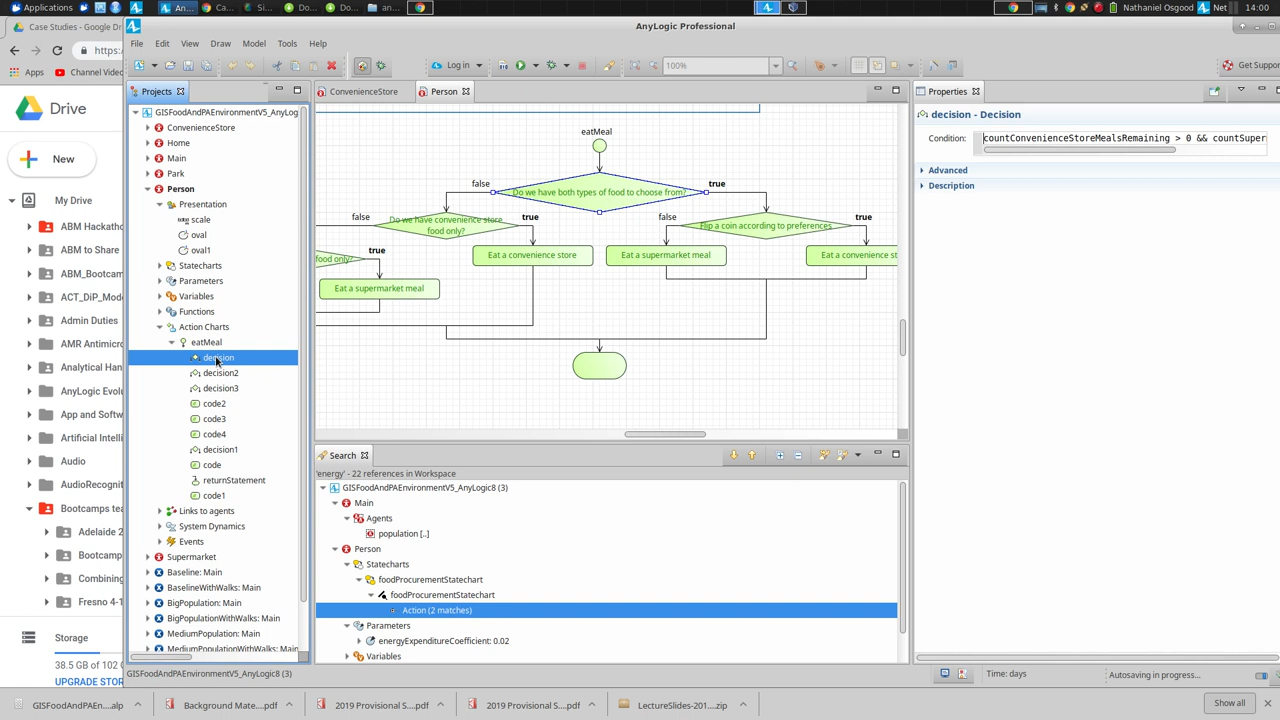 Applications
An...
Sil...
Do...
Do...
an...
Nathaniel Osgood
Net
14:00
Case Studies - Google Dr
https:
Apps
Channel Video
Drive
New
My Drive
ABM Hackatho
ABM to Share
ABM_Bootcam
ACT_DiP_Mode
Admin Duties
AMR Antimicro
Analytical Han
AnyLogic Evolu
App and Softw
Artificial Intelli
Audio
AudioRecognit
Bootcamps tea
Adelaide 2
Bootcamp
Combining
Fresno 4-1
Storage
38.5 GB of 102
UPGRADE STOR
AnyLogic Professional
File Edit View Draw Model Tools Help
Log in
100%
Get Suppor
Projects
GISFoodAndPAEnvironmentV5_AnyLog
ConvenienceStore
Home
Main
Park
Person
Presentation
scale
oval
oval1
Statecharts
Parameters
Variables
Functions
Action Charts
eatMeal
decision
decision2
decision3
code2
code3
code4
decision1
code
returnStatement
code1
Links to agents
System Dynamics
Events
Supermarket
Baseline: Main
BaselineWithWalks: Main
BigPopulation: Main
BigPopulationWithWalks: Main
MediumPopulation: Main
MediumPopulationWithWalks: Main
ConvenienceStore
Person
eatMeal
false
Do we have both types of food to choose from?
true
false
Do we have convenience store food only?
true
false
Flip a coin according to preferences
true
food only?
true
Eat a convenience store
Eat a supermarket meal
Eat a convenience st
Eat a supermarket meal
Search
'energy' - 22 references in Workspace
GISFoodAndPAEnvironmentV5_AnyLogic8 (3)
Main
Agents
population [..]
Person
Statecharts
foodProcurementStatechart
foodProcurementStatechart
Action (2 matches)
Parameters
energyExpenditureCoefficient: 0.02
Variables
Properties
decision - Decision
Condition:
countConvenienceStoreMealsRemaining > 0 && countSuper
Advanced
Description
GISFoodAndPAEnvironmentV5_AnyLogic8 (3)
Time: days
Autosaving in progress...
GISFoodAndPAEn....alp
Background Mate....pdf
2019 Provisional S....pdf
2019 Provisional S....pdf
LectureSlides-201....zip
Show all